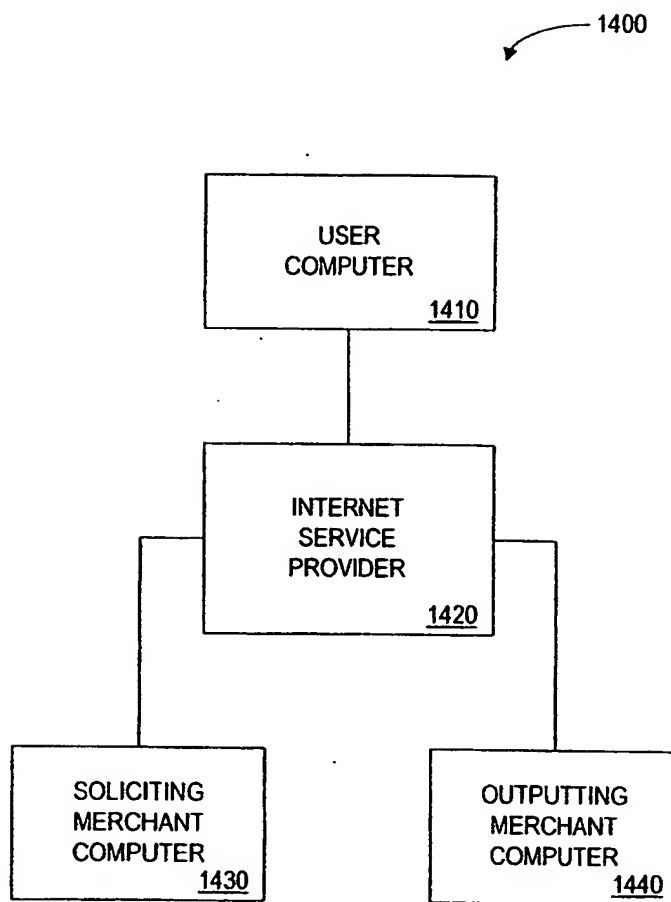 1400
USER
COMPUTER
1410
INTERNET
SERVICE
PROVIDER
1420
SOLICITING
MERCHANT
COMPUTER
1430
OUTPUTTING
MERCHANT
COMPUTER
1440